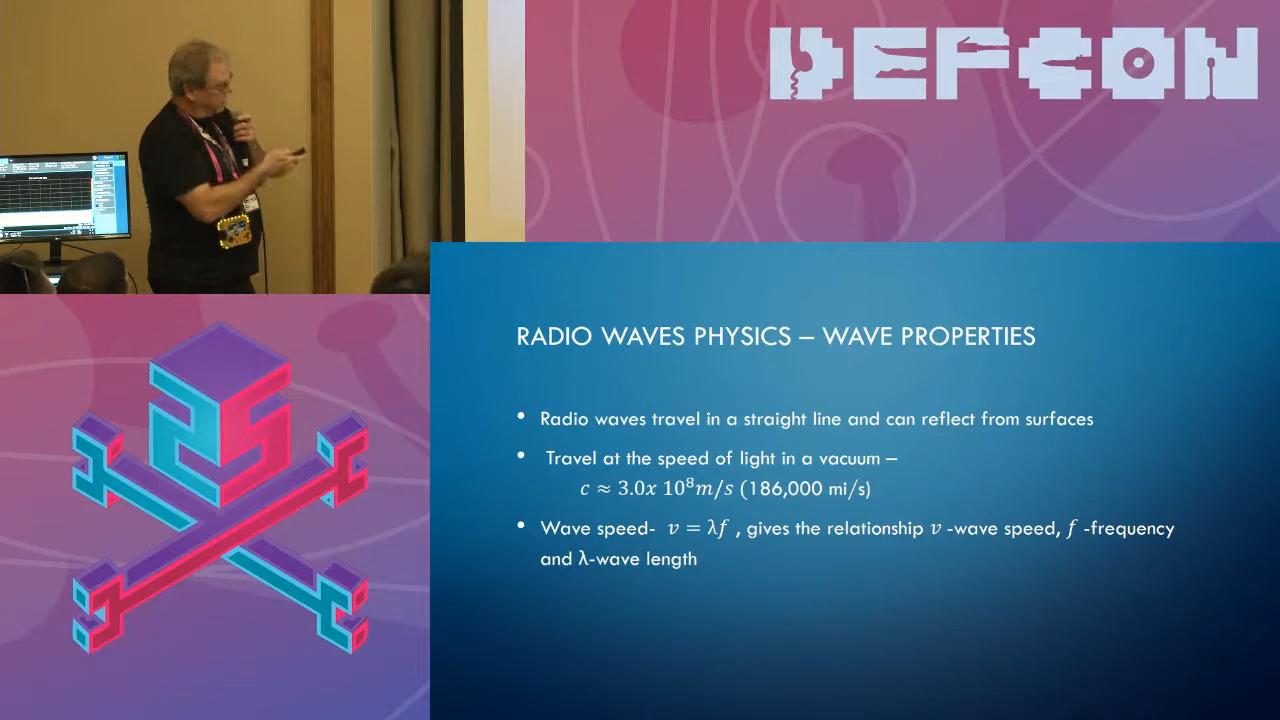 DEFCON
RADIO WAVES PHYSICS – WAVE PROPERTIES
• Radio waves travel in a straight line and can reflect from surfaces
• Travel at the speed of light in a vacuum –
c ≈ 3.0x 10⁸m/s (186,000 mi/s)
• Wave speed- v = λf , gives the relationship v -wave speed, f -frequency
and λ-wave length